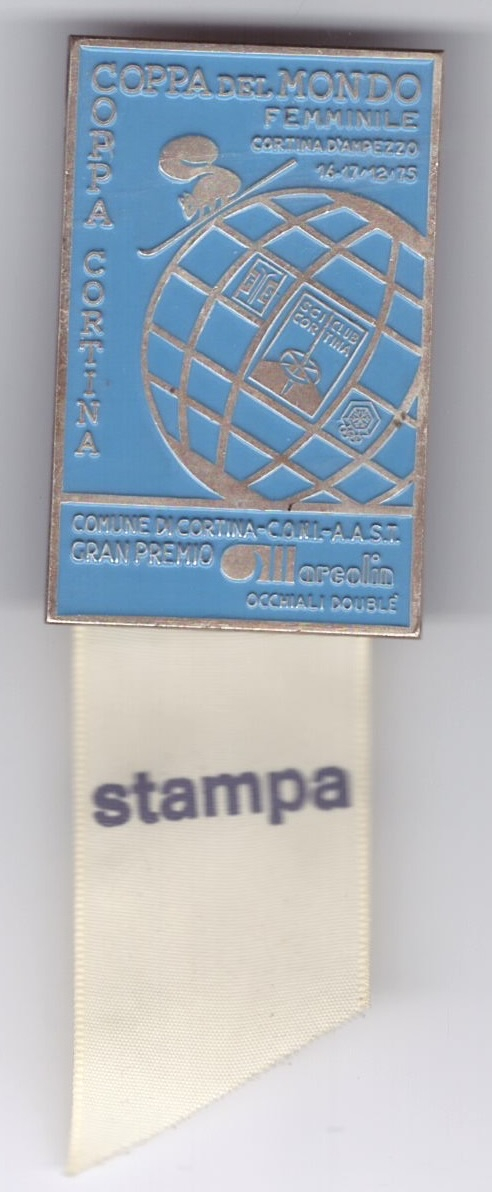 COPPA DEL MONDO
FEMMINILE
CORTINA D'AMPEZZO
16-17-12-75
COPPA CORTINA
SCI CLUB
CORTINA
COMUNE DI CORTINA-C.O.N.I.-A.A.S.T.
GRAN PREMIO marcolin
OCCHIALI DOUBLÉ
stampa